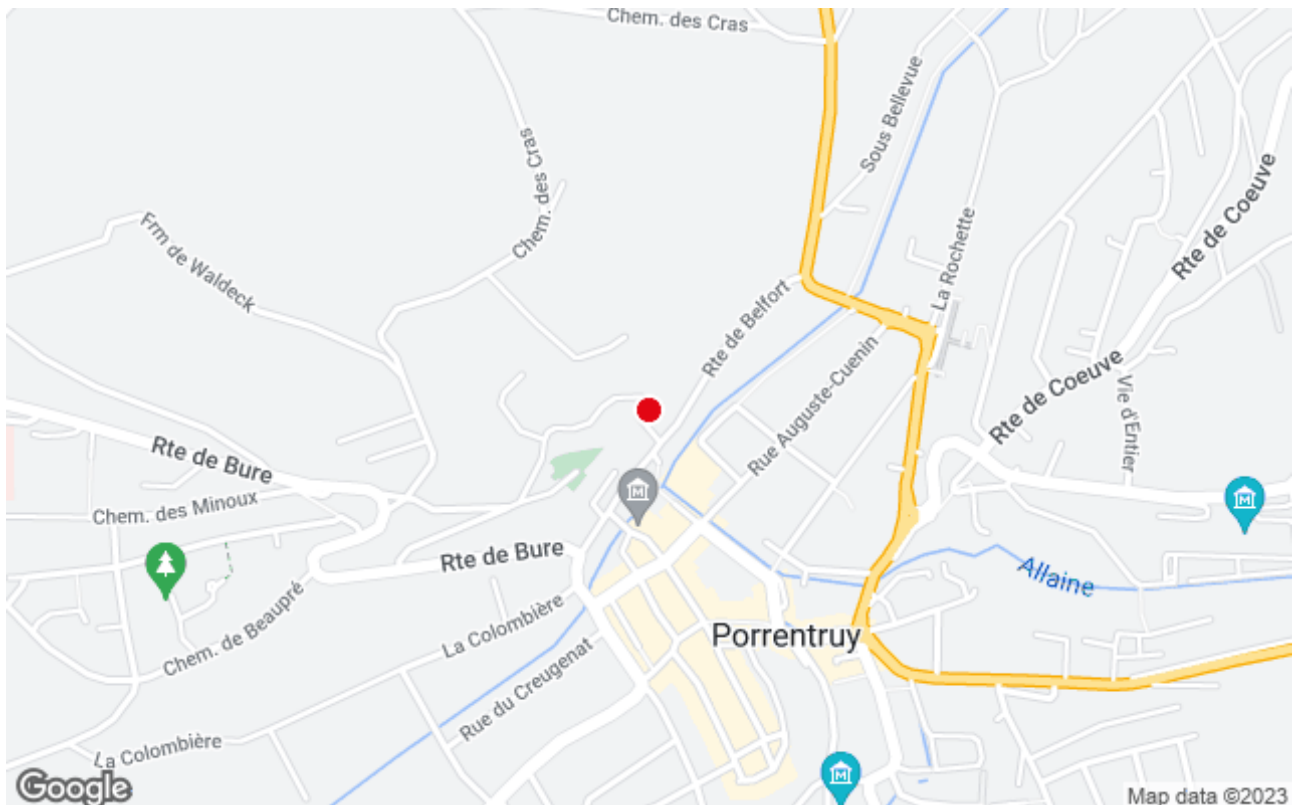 Chem. des Cras
Sous Bellevue
Chem. des Cras
Rte de Coeuve
Frm de Waldeck
La Rochette
Rte de Belfort
Rue Auguste-Cuenin
Rte de Coeuve
Vie d'Entier
Rte de Bure
Chem. des Minoux
Rte de Bure
Allaine
Chem. de Beaupré
La Colombière
Porrentruy
Rue du Creugenat
La Colombière
Google
Map data ©2023